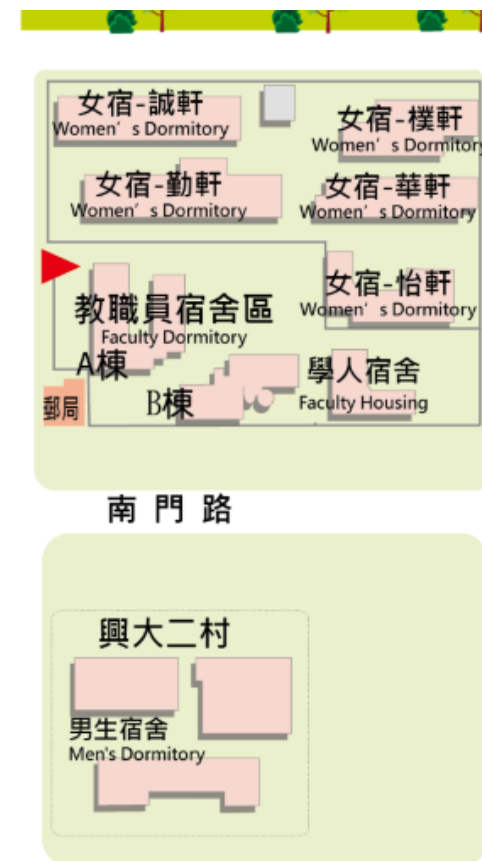 女宿-誠軒
Women's Dormitory
女宿-樸軒
Women's Dormitory
女宿-勤軒
Women's Dormitory
女宿-華軒
Women's Dormitory
女宿-怡軒
Women's Dormitory
教職員宿舍區
Faculty Dormitory
A棟
B棟
學人宿舍
Faculty Housing
郵局
南門路
興大二村
男生宿舍
Men's Dormitory